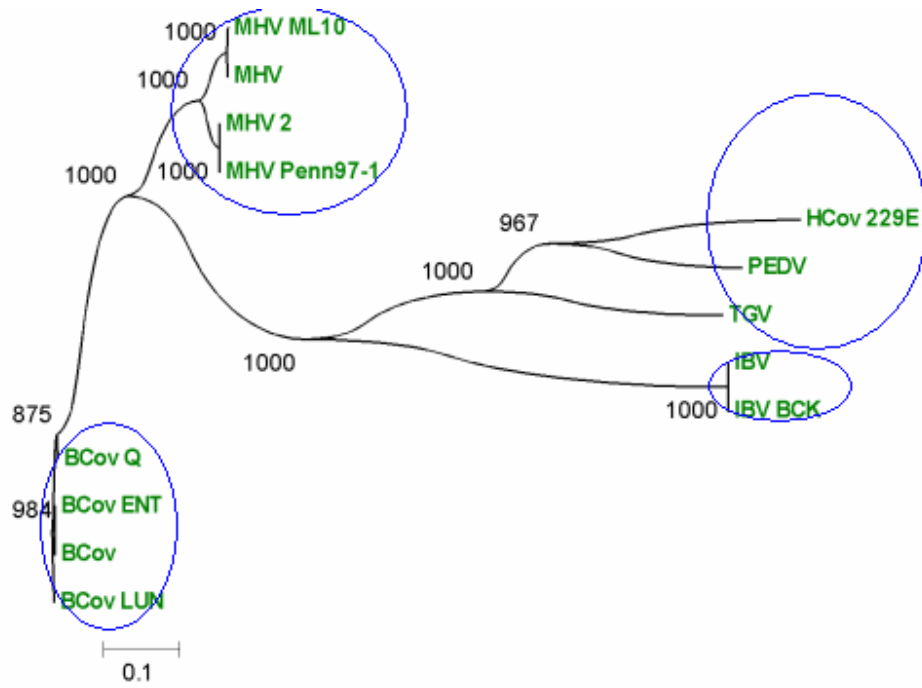 1000
MHV ML10
1000
MHV
MHV 2
1000
MHV Penn97-1
1000
967
HCov 229E
PEDV
1000
TGV
1000
IBV
1000
IBV BCK
875
BCov Q
984
BCov ENT
BCov
BCov LUN
0.1